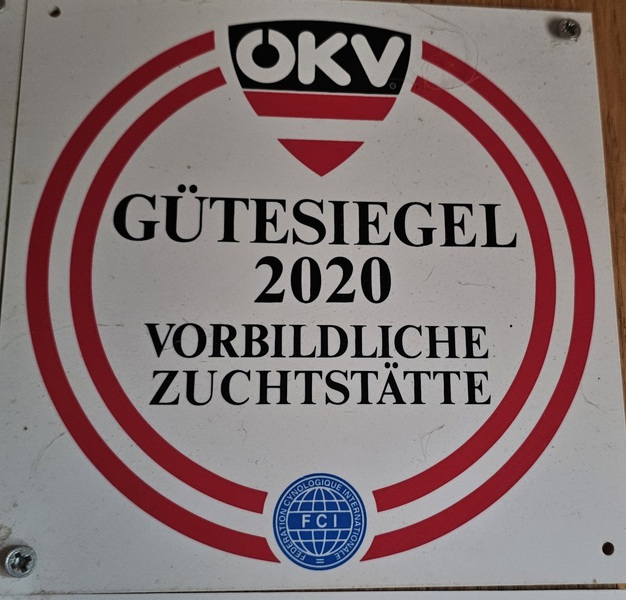 ÖKV
GÜTESIEGEL
2020
VORBILDLICHE
ZUCHTSTÄTTE
FEDERATION CYNOLOGIQUE INTERNATIONALE
FCI